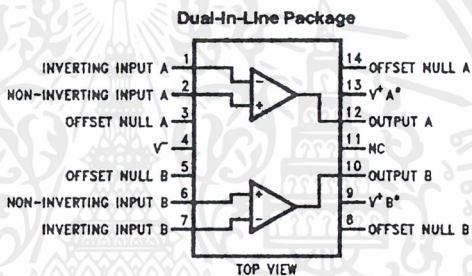 Dual-In-Line Package
INVERTING INPUT A 1
NON-INVERTING INPUT A 2
OFFSET NULL A 3
V⁻ 4
OFFSET NULL B 5
NON-INVERTING INPUT B 6
INVERTING INPUT B 7
14 OFFSET NULL A
13 V⁺A*
12 OUTPUT A
11 NC
10 OUTPUT B
9 V⁺B*
8 OFFSET NULL B
−
+
+
−
TOP VIEW